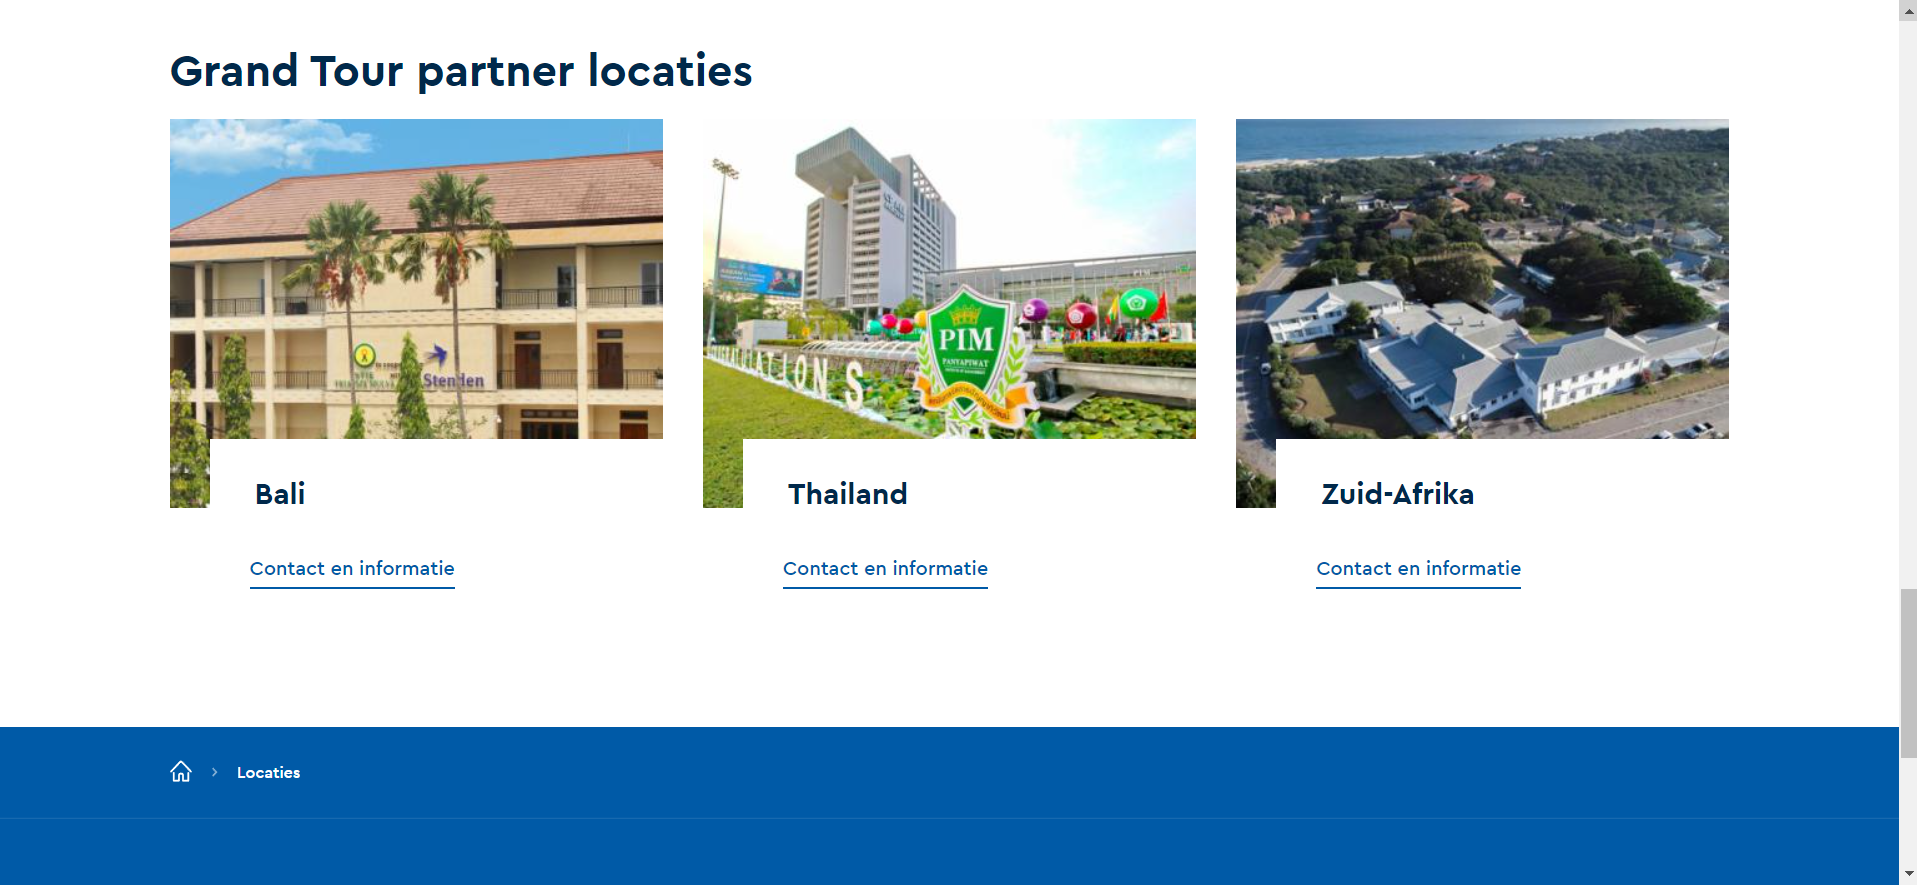 Grand Tour partner locaties
Stenden
PIM
PANYAPIWAT
Bali
Thailand
Zuid-Afrika
Contact en informatie
Contact en informatie
Contact en informatie
Locaties